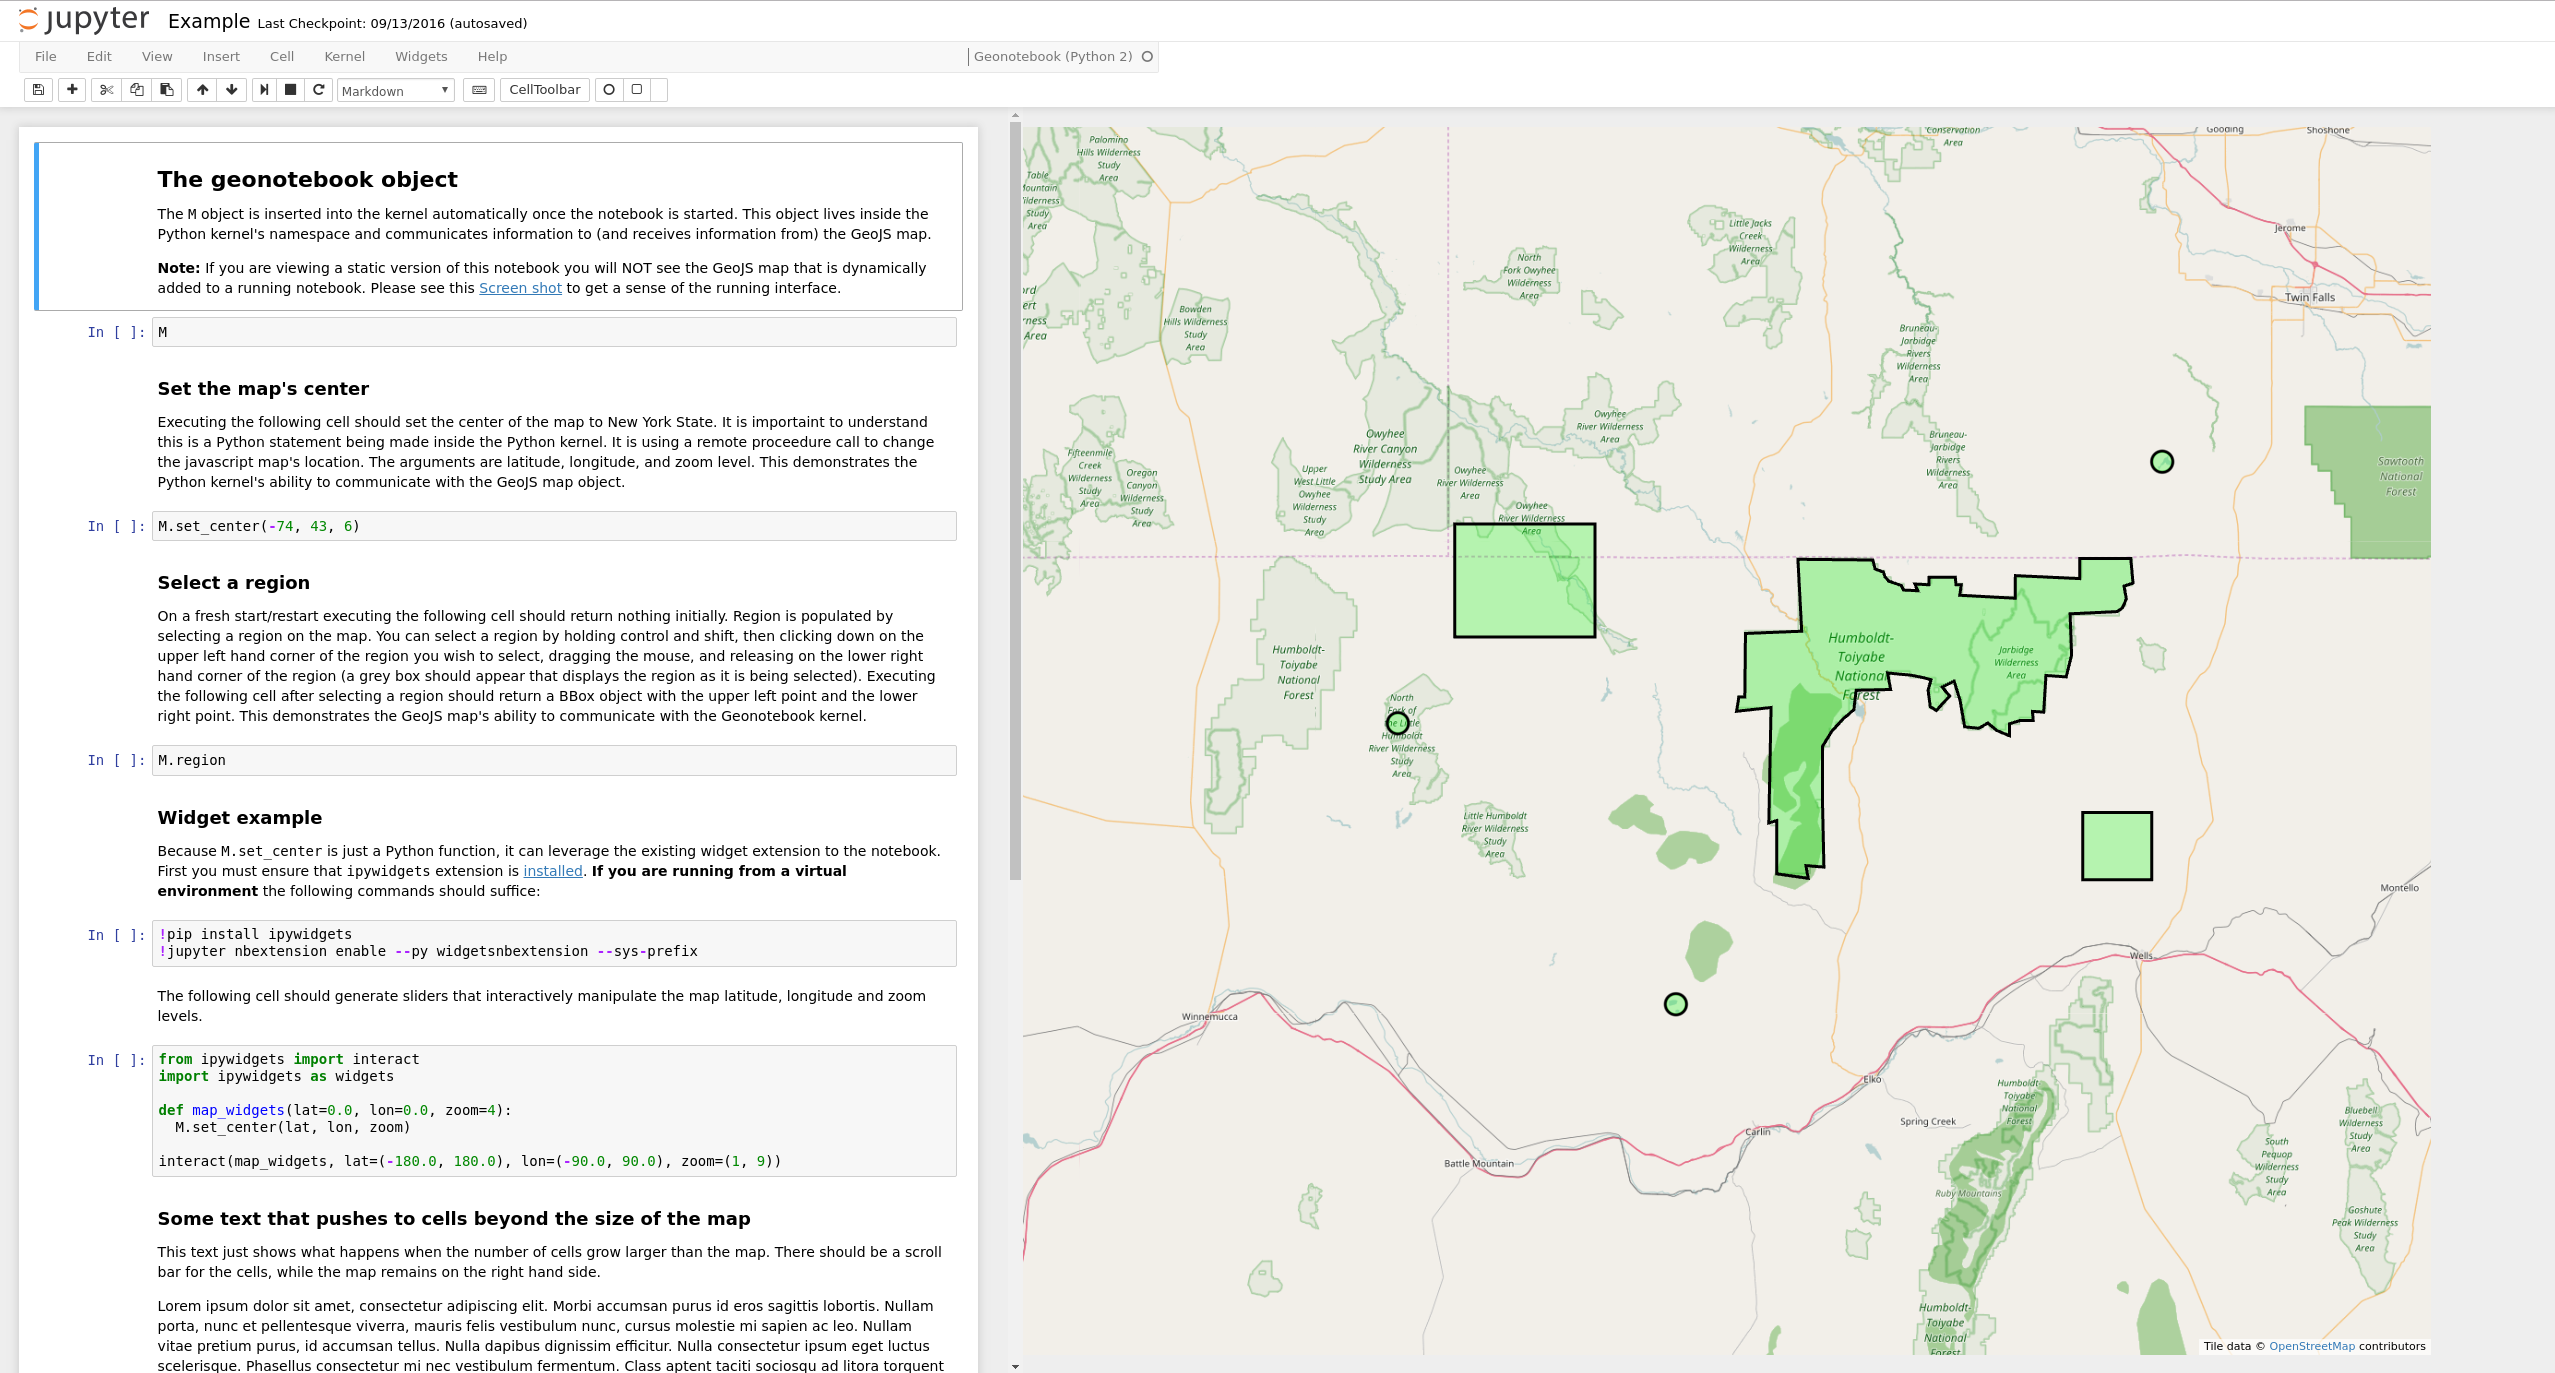 jupyter Example Last Checkpoint: 09/13/2016 (autosaved)
File Edit View Insert Cell Kernel Widgets Help
Geonotebook (Python 2)
Markdown
CellToolbar
The geonotebook object
The M object is inserted into the kernel automatically once the notebook is started. This object lives inside the
Python kernel's namespace and communicates information to (and receives information from) the GeoJS map.
Note: If you are viewing a static version of this notebook you will NOT see the GeoJS map that is dynamically
added to a running notebook. Please see this Screen shot to get a sense of the running interface.
In [ ]: M
Set the map's center
Executing the following cell should set the center of the map to New York State. It is importaint to understand
this is a Python statement being made inside the Python kernel. It is using a remote proceedure call to change
the javascript map's location. The arguments are latitude, longitude, and zoom level. This demonstrates the
Python kernel's ability to communicate with the GeoJS map object.
In [ ]: M.set_center(-74, 43, 6)
Select a region
On a fresh start/restart executing the following cell should return nothing initially. Region is populated by
selecting a region on the map. You can select a region by holding control and shift, then clicking down on the
upper left hand corner of the region you wish to select, dragging the mouse, and releasing on the lower right
hand corner of the region (a grey box should appear that displays the region as it is being selected). Executing
the following cell after selecting a region should return a BBox object with the upper left point and the lower
right point. This demonstrates the GeoJS map's ability to communicate with the Geonotebook kernel.
In [ ]: M.region
Widget example
Because M.set_center is just a Python function, it can leverage the existing widget extension to the notebook.
First you must ensure that ipywidgets extension is installed. If you are running from a virtual
environment the following commands should suffice:
In [ ]: !pip install ipywidgets
!jupyter nbextension enable --py widgetsnbextension --sys-prefix
The following cell should generate sliders that interactively manipulate the map latitude, longitude and zoom
levels.
In [ ]: from ipywidgets import interact
import ipywidgets as widgets
def map_widgets(lat=0.0, lon=0.0, zoom=4):
M.set_center(lat, lon, zoom)
interact(map_widgets, lat=(-180.0, 180.0), lon=(-90.0, 90.0), zoom=(1, 9))
Some text that pushes to cells beyond the size of the map
This text just shows what happens when the number of cells grow larger than the map. There should be a scroll
bar for the cells, while the map remains on the right hand side.
Lorem ipsum dolor sit amet, consectetur adipiscing elit. Morbi accumsan purus id eros sagittis lobortis. Nullam
porta, nunc et pellentesque viverra, mauris felis vestibulum nunc, cursus molestie mi sapien ac leo. Nullam
vitae pretium purus, id accumsan tellus. Nulla dapibus dignissim efficitur. Nulla consectetur ipsum eget luctus
scelerisque. Phasellus consectetur mi nec vestibulum fermentum. Class aptent taciti sociosqu ad litora torquent
Palomino
Hills Wilderness
Study
Area
Conservation
Area
Gooding
Shoshone
Table
Study
Area
Little Jacks
Creek
Wilderness
Area
Jerome
North
Fork Owyhee
Wilderness
Area
Twin Falls
Area
Bowden
Hills Wilderness
Study
Area
Bruneau-
Jarbidge
Rivers
Wilderness
Area
Owyhee
River Wilderness
Area
Owyhee
River Canyon
Wilderness
Study Area
Bruneau-
Jarbidge
Rivers
Wilderness
Area
Fifteenmile
Creek
Wilderness
Study
Area
Oregon
Canyon
Wilderness
Study
Area
Upper
West Little
Owyhee
Wilderness
Study
Area
Owyhee
River Wilderness
Area
Sawtooth
National
Forest
Owyhee
River Wilderness
Area
Humboldt-
Toiyabe
National
Forest
Humboldt-
Toiyabe
National
Forest
Jarbidge
Wilderness
Area
North
Fork of
the Little
Humboldt
River Wilderness
Study
Area
Little Humboldt
River Wilderness
Study
Area
Montello
Wells
Winnemucca
Elko
Humboldt
Toiyabe
National
Forest
Spring Creek
Carlin
Bluebell
Wilderness
Study
Area
Battle Mountain
South
Pequop
Wilderness
Study
Area
Ruby Mountains
Goshute
Peak Wilderness
Study
Area
Humboldt-
Toiyabe
National
Forest
Tile data © OpenStreetMap contributors